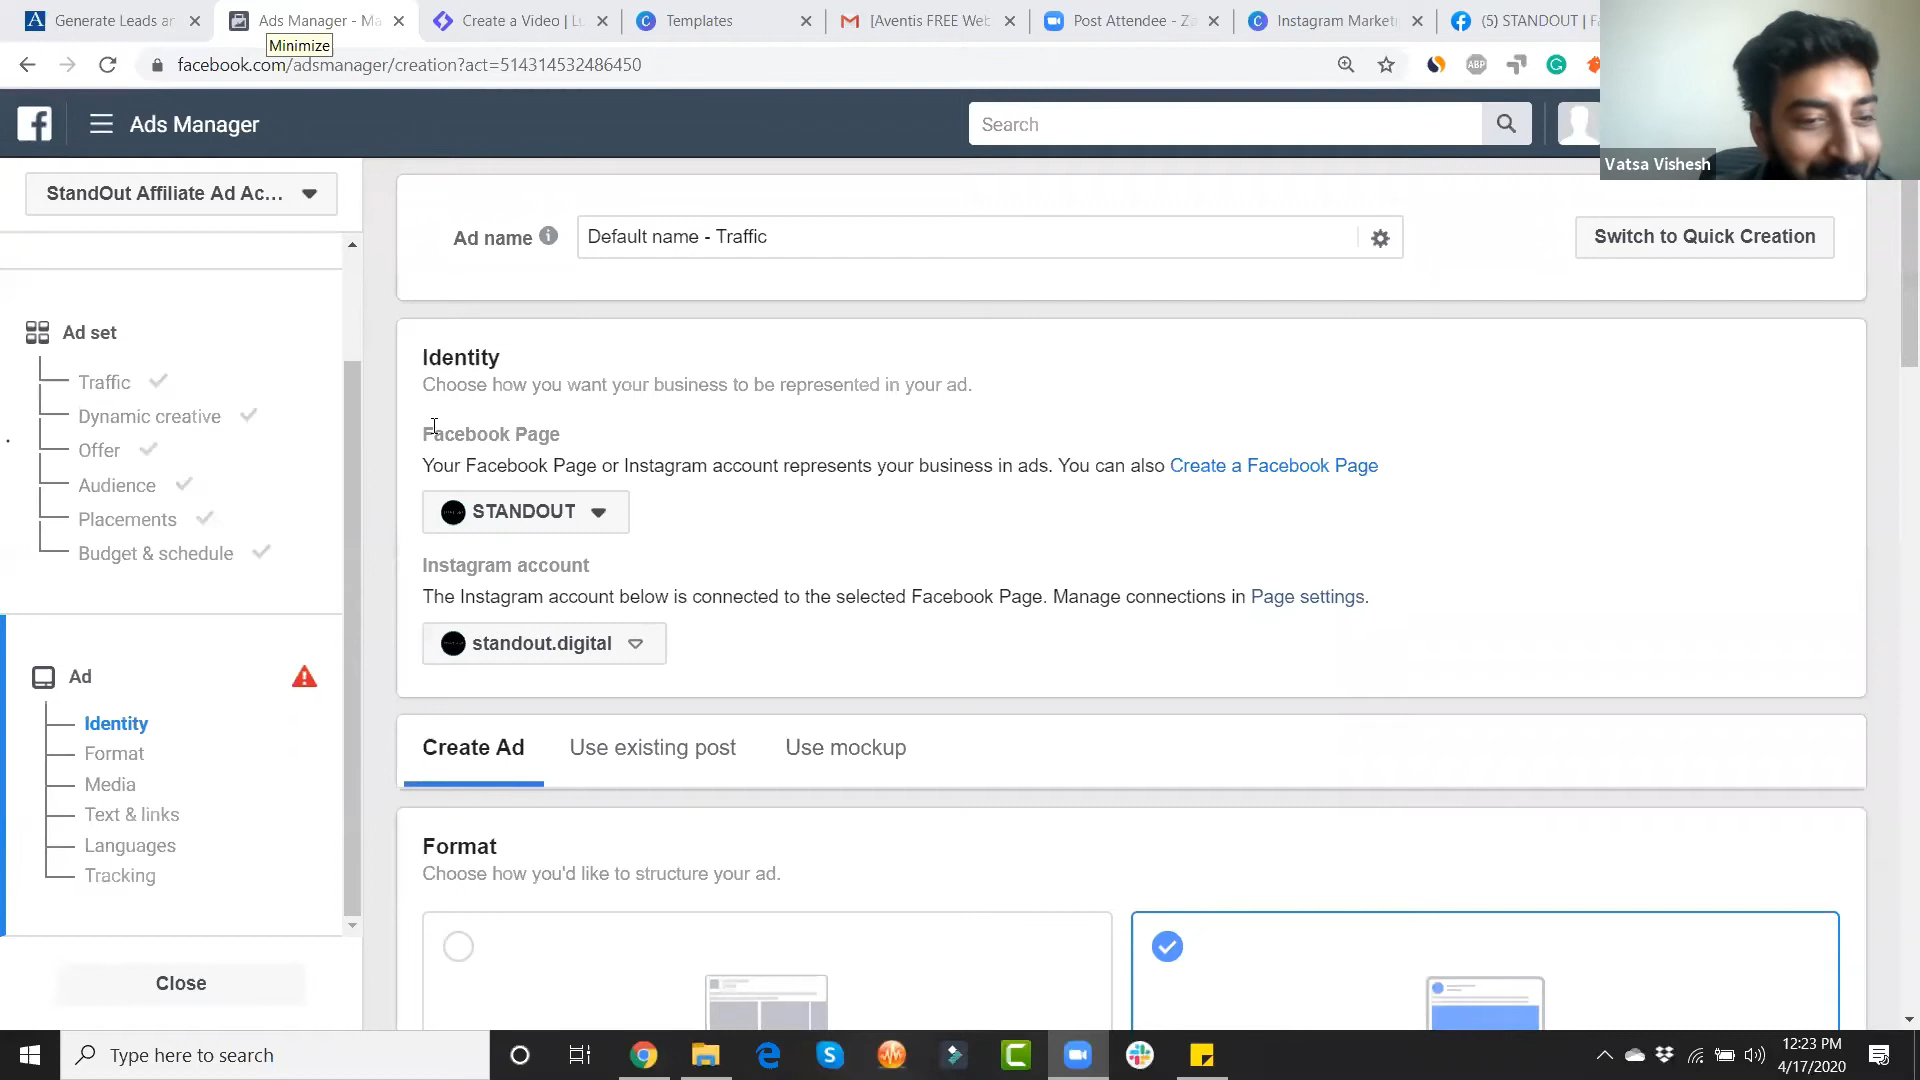 Generate Leads ar
Ads Manager - Ma
Create a Video | Lu
Templates
[Aventis FREE Web
Post Attendee - Za
Instagram Market
(5) STANDOUT | Fa
Minimize
facebook.com/adsmanager/creation?act=514314532486450
ABP
Ads Manager
Search
Vatsa Vishesh
StandOut Affiliate Ad Ac...
Ad name
Default name - Traffic
Switch to Quick Creation
Ad set
Traffic
Dynamic creative
Offer
Audience
Placements
Budget & schedule
Ad
Identity
Format
Media
Text & links
Languages
Tracking
Close
Identity
Choose how you want your business to be represented in your ad.
Facebook Page
Your Facebook Page or Instagram account represents your business in ads. You can also Create a Facebook Page
STANDOUT
Instagram account
The Instagram account below is connected to the selected Facebook Page. Manage connections in Page settings.
standout.digital
Create Ad
Use existing post
Use mockup
Format
Choose how you'd like to structure your ad.
Type here to search
12:23 PM
4/17/2020